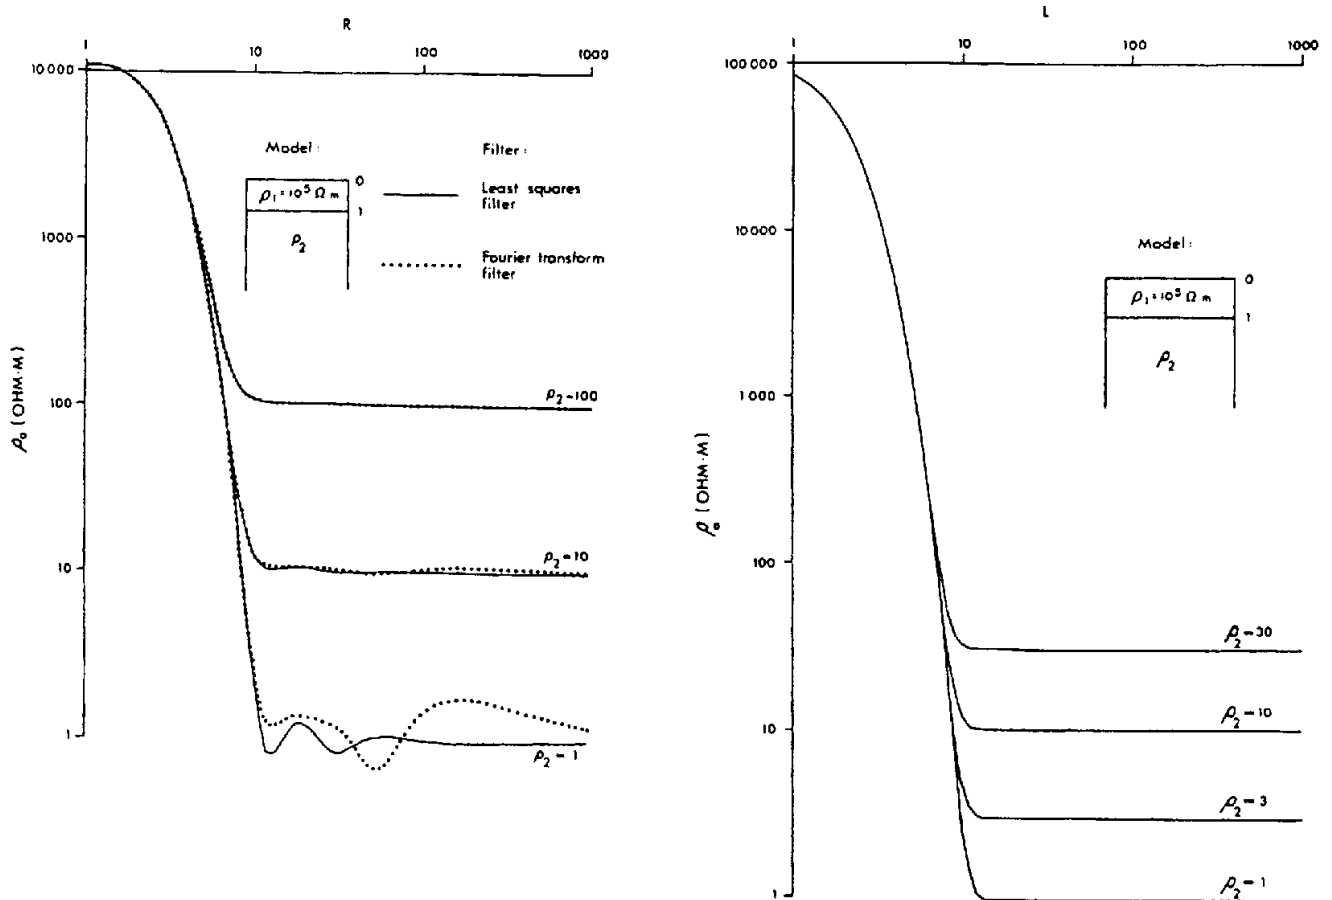 R
1 10 100 1000
10 000
1000
100
10
1
ρₐ (OHM·M)
Model :
ρ₁=10⁵ Ω m
0
1
ρ₂
Filter :
Least squares
filter
Fourier transform
filter
ρ₂=100
ρ₂=10
ρ₂=1
L
1 10 100 1000
100 000
10 000
1 000
100
10
1
ρₐ (OHM·M)
Model :
ρ₁=10⁵ Ω m
0
1
ρ₂
ρ₂=30
ρ₂=10
ρ₂=3
ρ₂=1